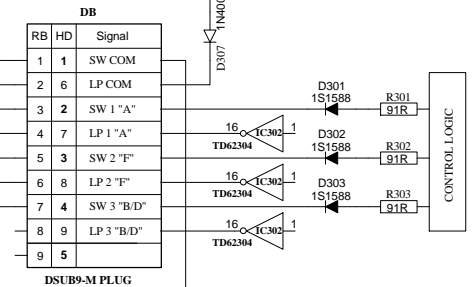 DB
RB HD Signal
1 1 SW COM
2 6 LP COM
3 2 SW 1 "A"
4 7 LP 1 "A"
5 3 SW 2 "F"
6 8 LP 2 "F"
7 4 SW 3 "B/D"
8 9 LP 3 "B/D"
9 5
DSUB9-M PLUG
1N400
D307
D301
1S1588
R301
91R
16 IC302 1
TD62304
D302
1S1588
R302
91R
16 IC302 1
TD62304
D303
1S1588
R303
91R
16 IC302 1
TD62304
CONTROL LOGIC